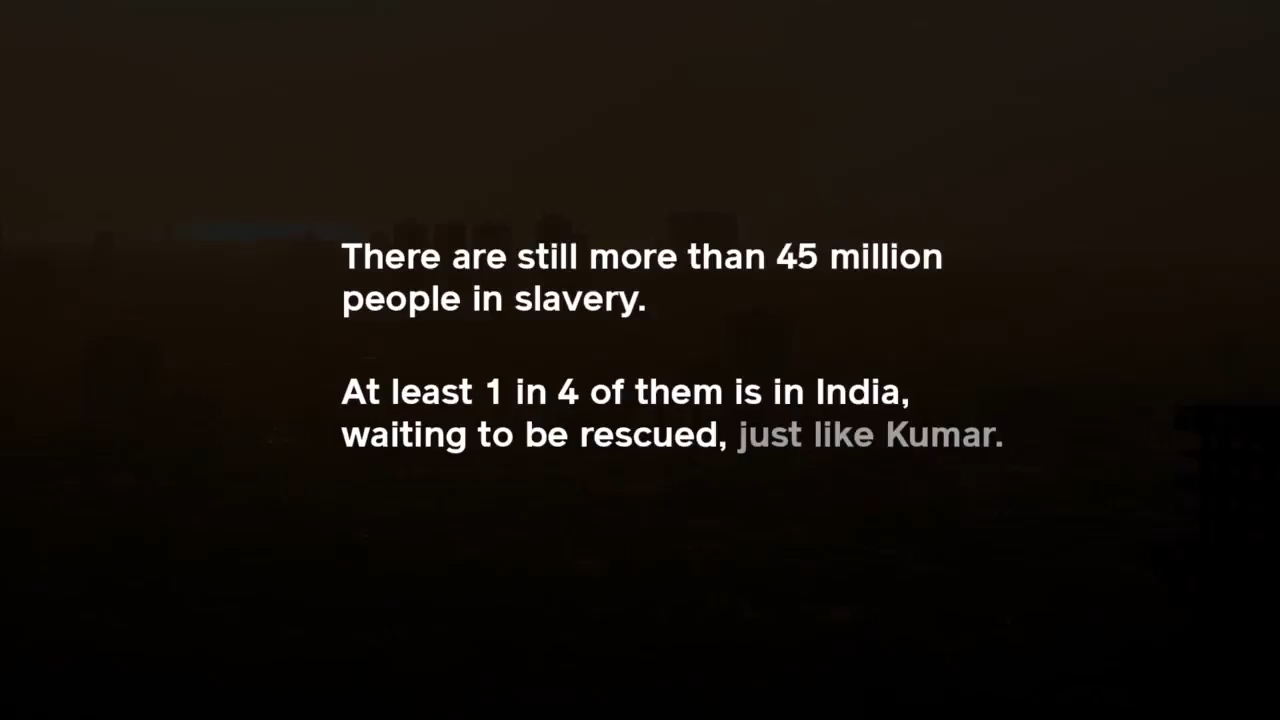 There are still more than 45 million
people in slavery.
At least 1 in 4 of them is in India,
waiting to be rescued, just like Kumar.